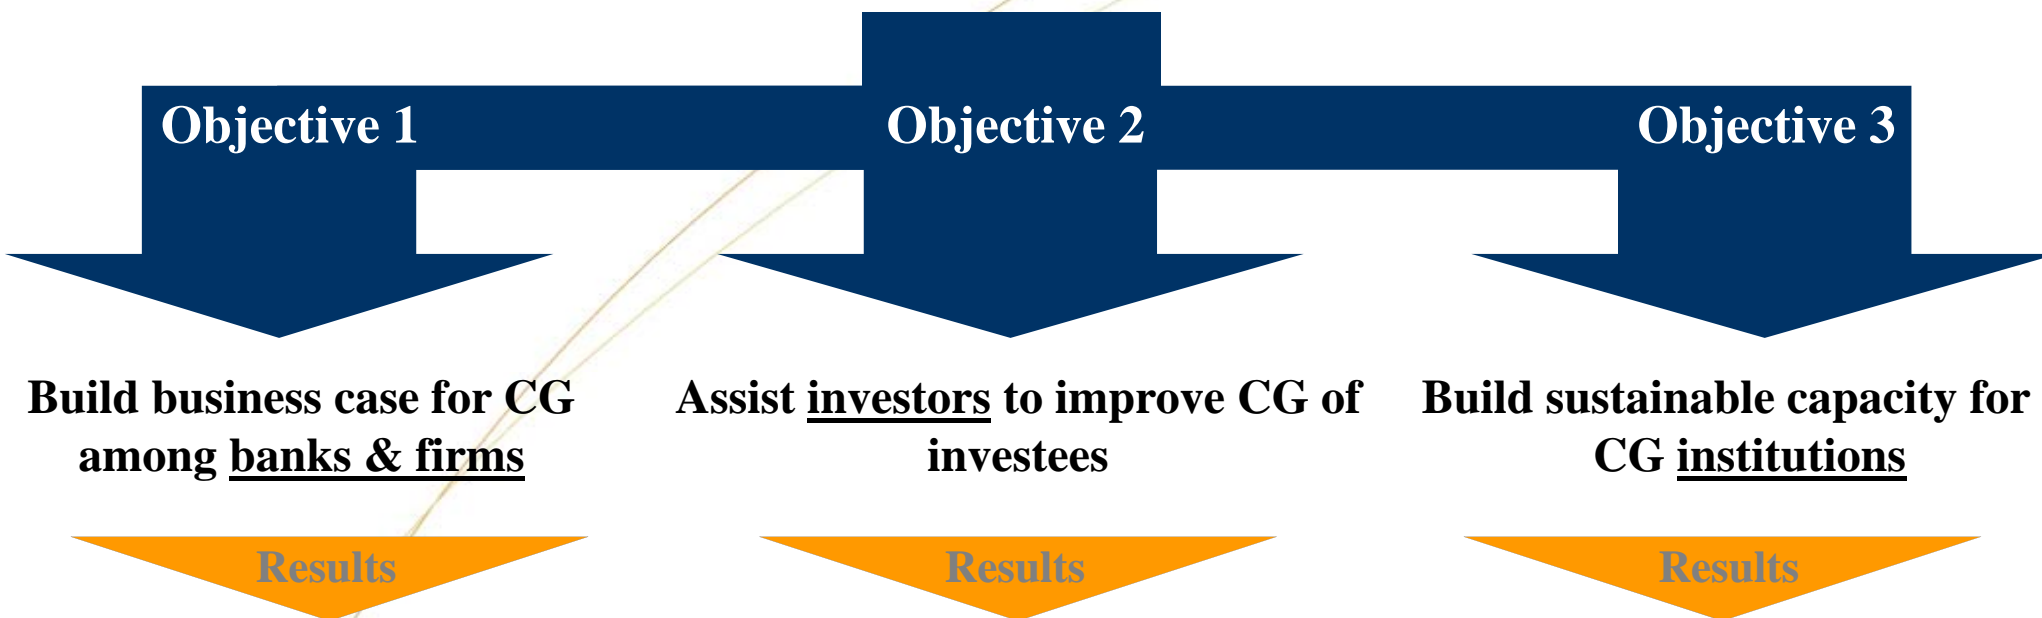 Objective 1
Objective 2
Objective 3
Build business case for CG
among banks & firms
Assist investors to improve CG of
investees
Build sustainable capacity for
CG institutions
Results
Results
Results